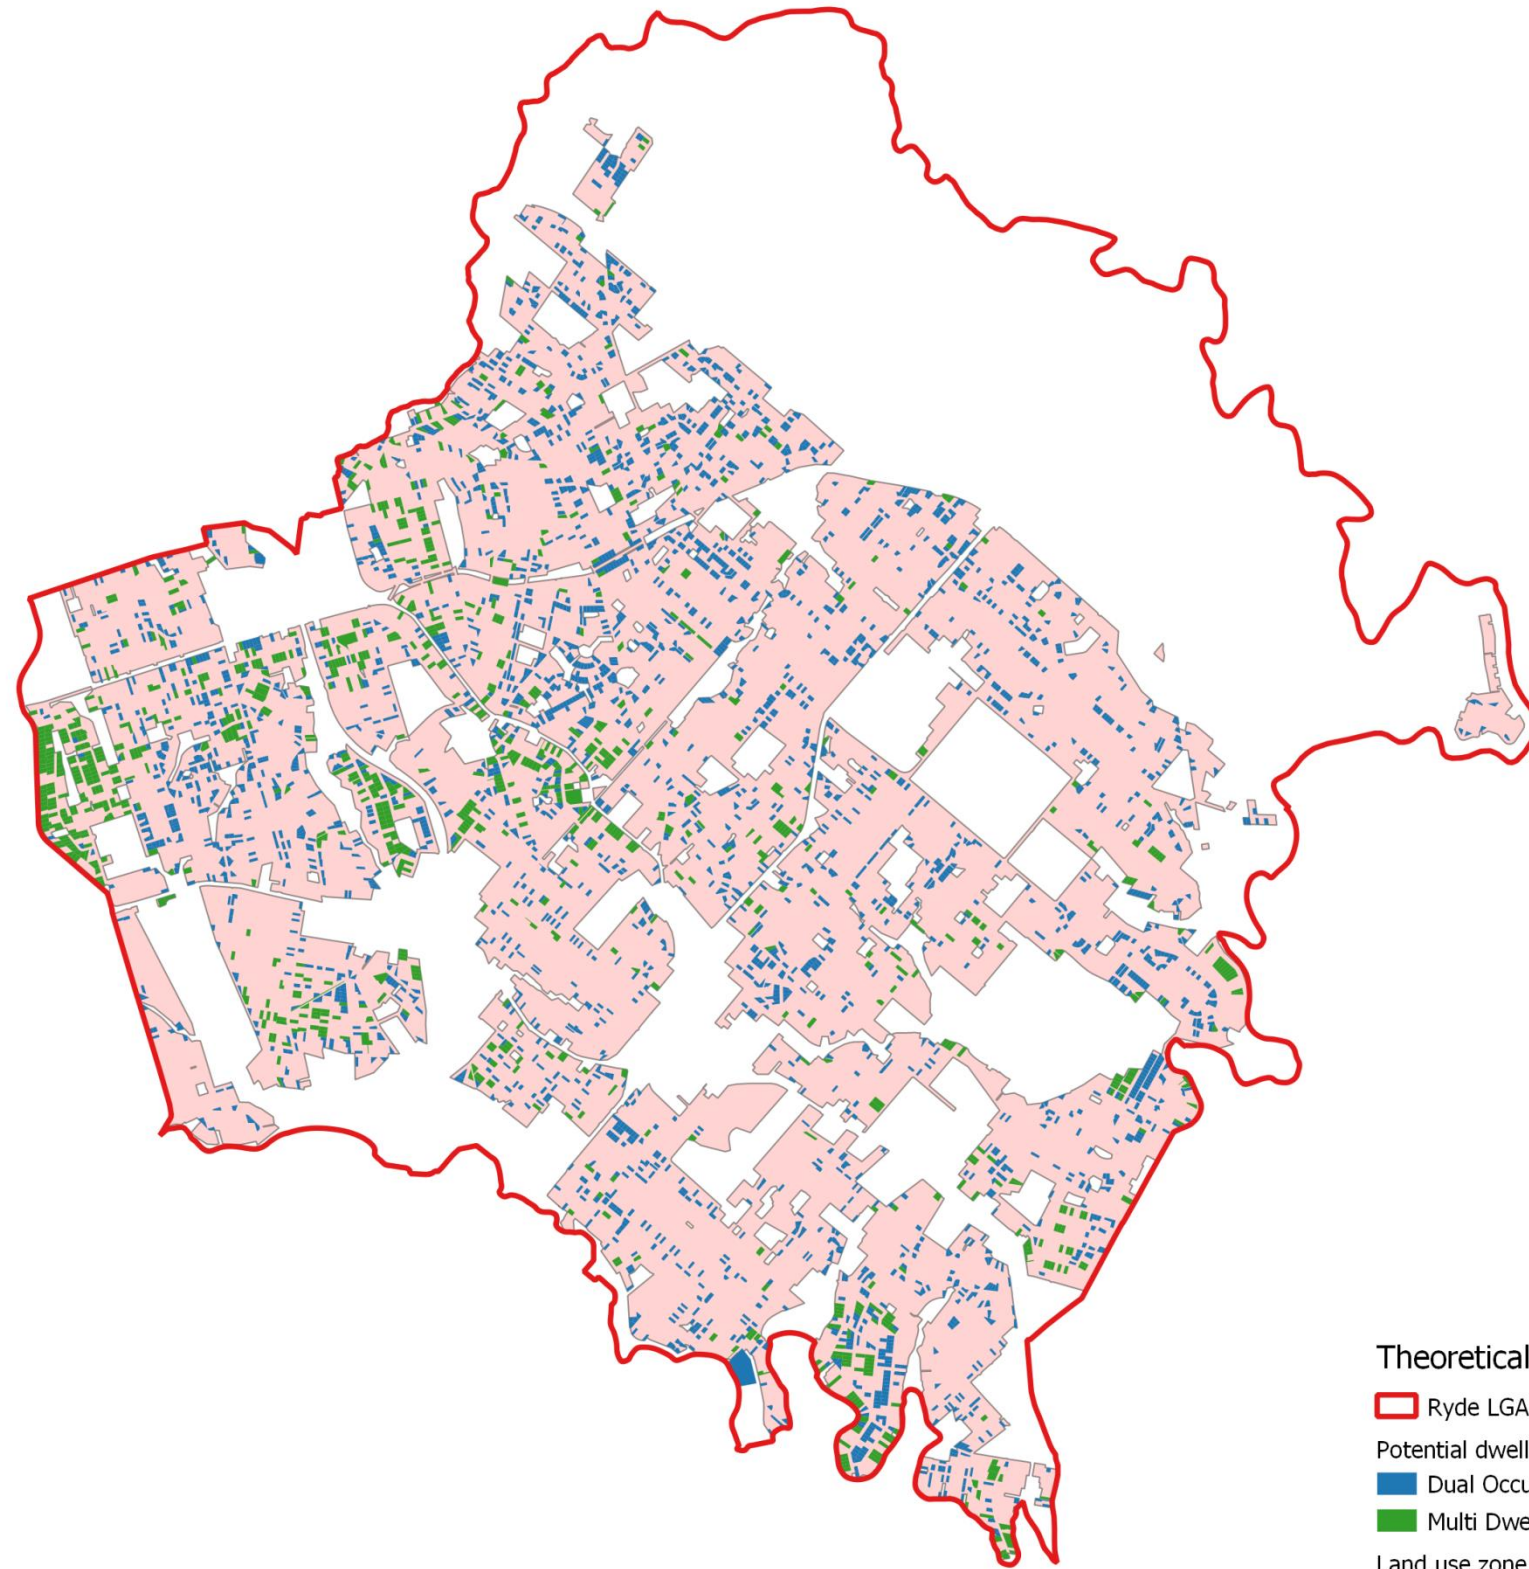 Theoretical
Ryde LGA
Potential dwell
Dual Occu
Multi Dwe
Land use zone